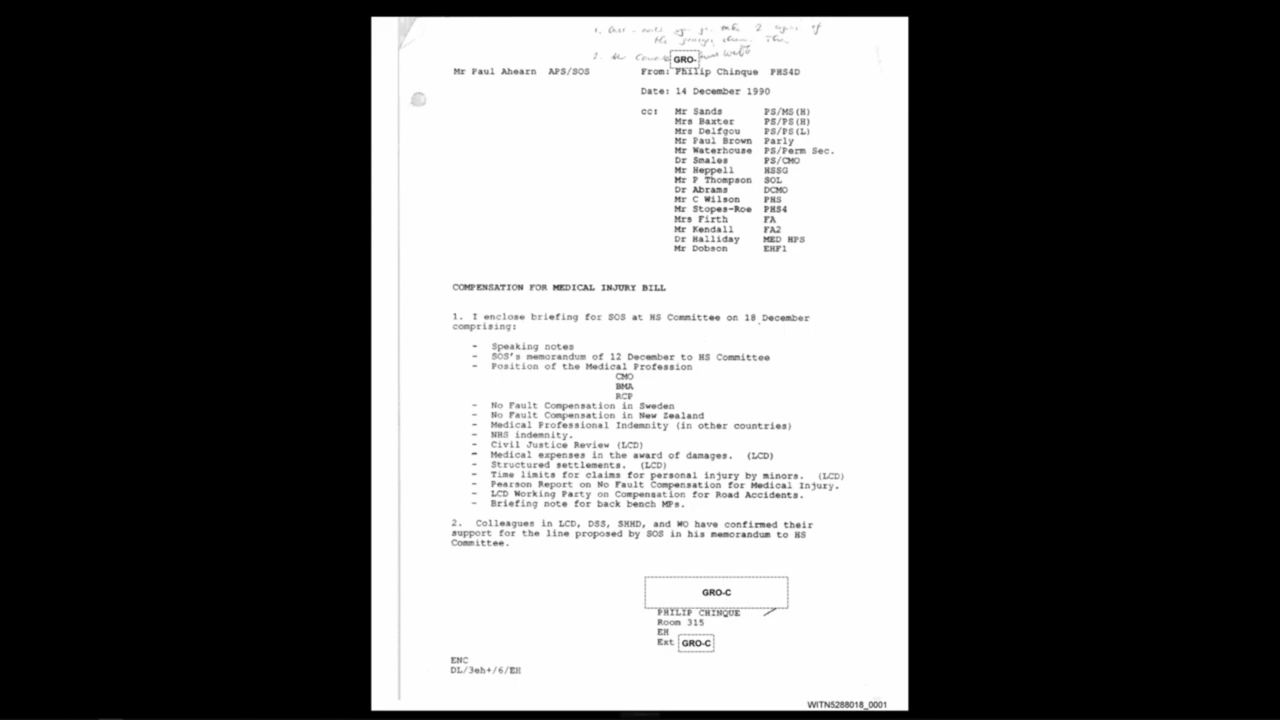 1.
2.
GRO-
Mr Paul Ahearn APS/SOS From: Philip Chinque PHS4D
Date: 14 December 1990
cc: Mr Sands PS/MS(H)
Mrs Baxter PS/PS(H)
Mrs Delfgou PS/PS(L)
Mr Paul Brown Parly
Mr Waterhouse PS/Perm Sec.
Dr Smales PS/CMO
Mr Heppell HSSG
Mr P Thompson SOL
Dr Abrams DCMO
Mr C Wilson PHS
Mr Stopes-Roe PHS4
Mrs Firth FA
Mr Kendall FA2
Dr Halliday MED HPS
Mr Dobson EHF1
COMPENSATION FOR MEDICAL INJURY BILL
1. I enclose briefing for SOS at HS Committee on 18 December
comprising:
- Speaking notes
- SOS's memorandum of 12 December to HS Committee
- Position of the Medical Profession
CMO
BMA
RCP
- No Fault Compensation in Sweden
- No Fault Compensation in New Zealand
- Medical Professional Indemnity (in other countries)
- NHS indemnity.
- Civil Justice Review (LCD)
- Medical expenses in the award of damages. (LCD)
- Structured settlements. (LCD)
- Time limits for claims for personal injury by minors. (LCD)
- Pearson Report on No Fault Compensation for Medical Injury.
- LCD Working Party on Compensation for Road Accidents.
- Briefing note for back bench MPs.
2. Colleagues in LCD, DSS, SHHD, and WO have confirmed their
support for the line proposed by SOS in his memorandum to HS
Committee.
GRO-C
PHILIP CHINQUE
Room 315
EH
Ext GRO-C
ENC
DL/3eh+/6/EH
WITN5288018_0001